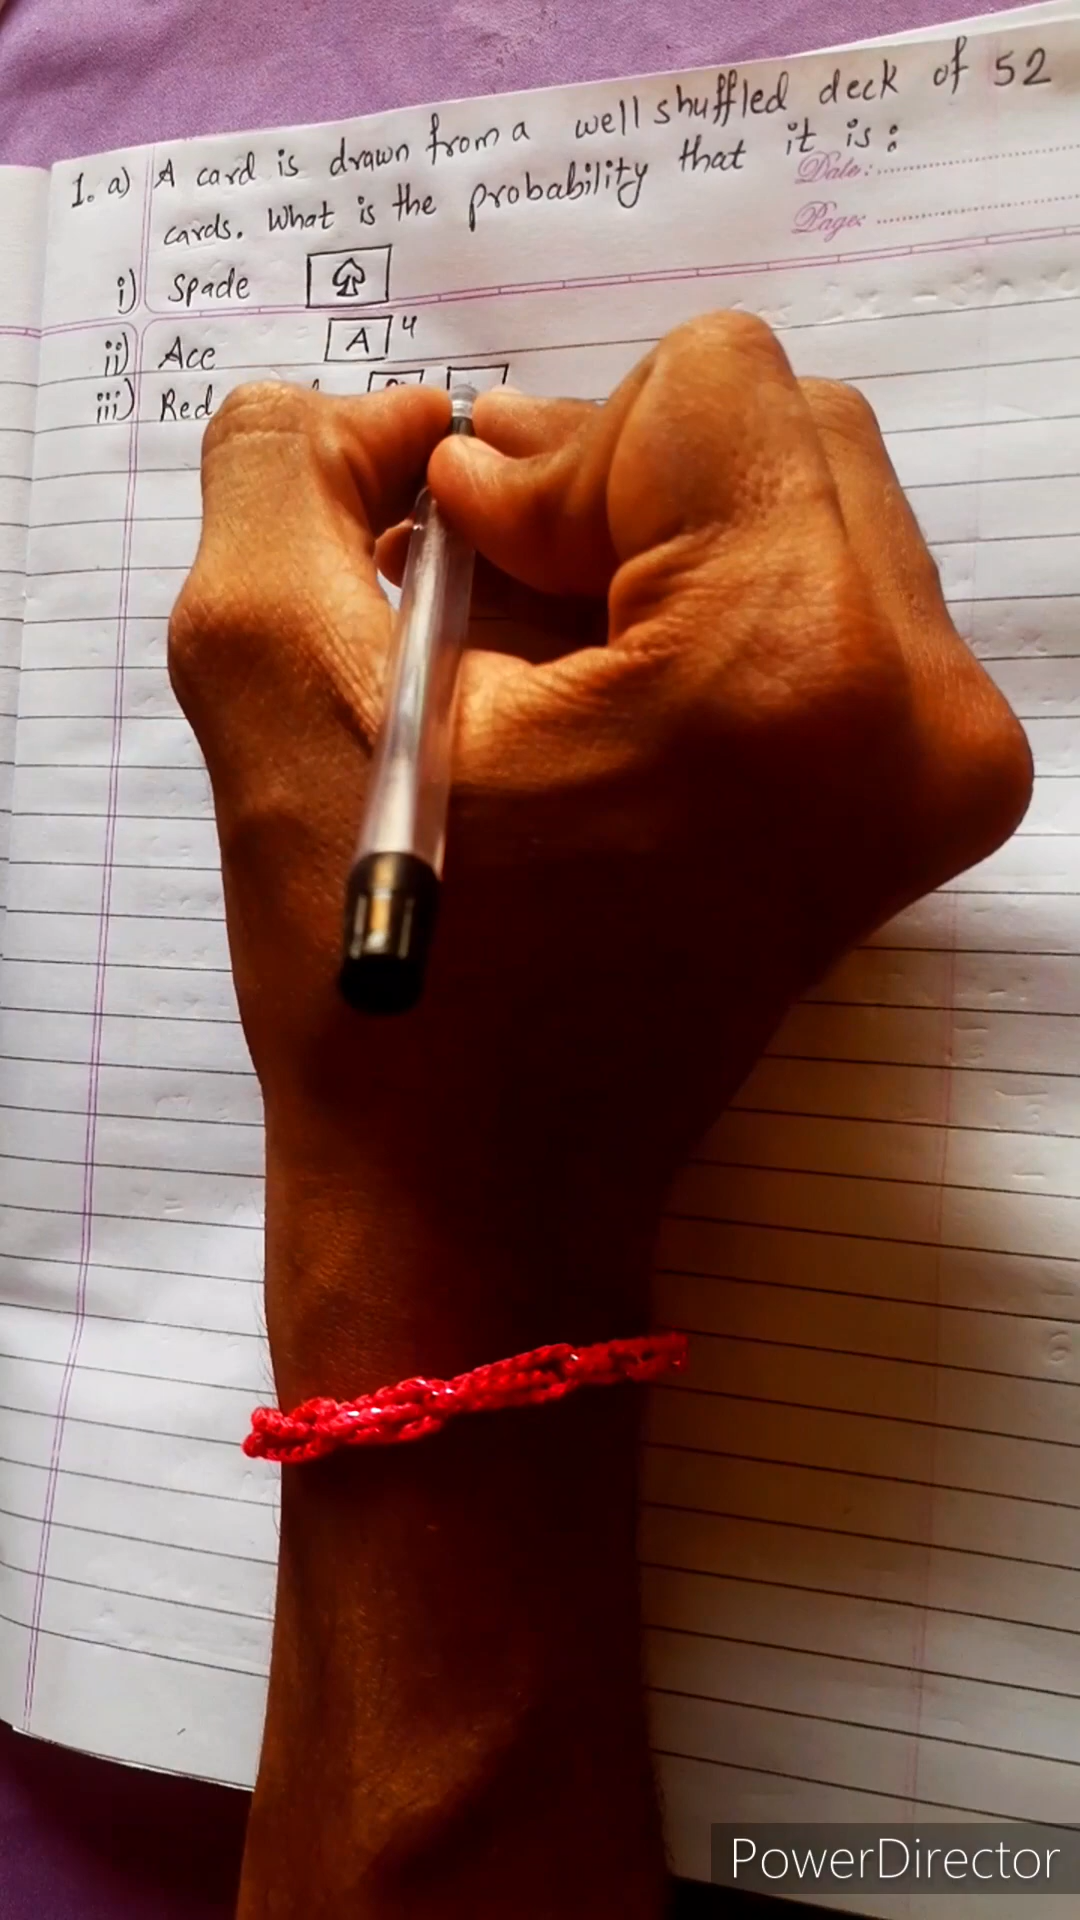 1. a) A card is drawn from a well shuffled deck of 52
cards. What is the probability that it is:
Date:
Page:
i) Spade
ii) Ace A 4
iii) Red
PowerDirector